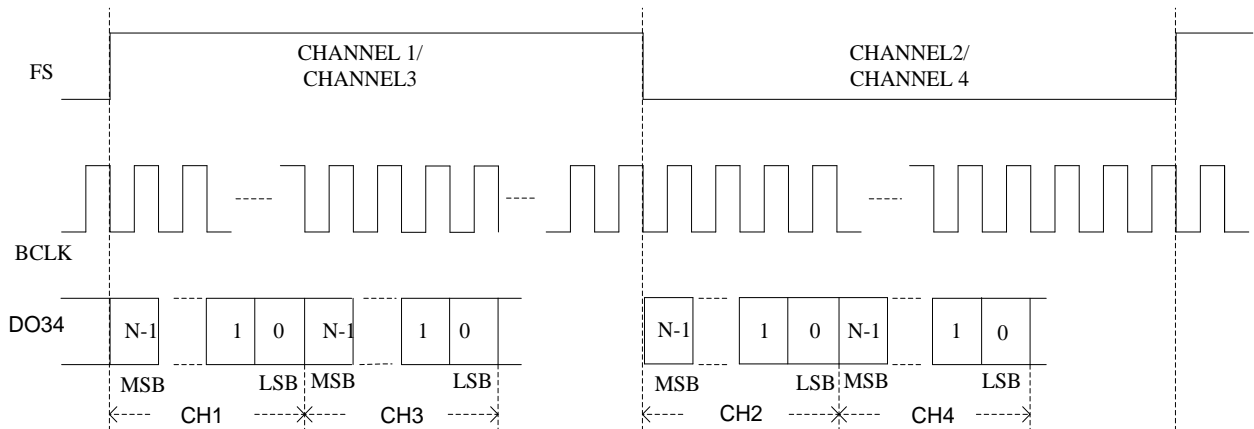 CHANNEL 1/
CHANNEL3
CHANNEL2/
CHANNEL 4
FS
BCLK
DO34
N-1 1 0 N-1 1 0 N-1 1 0 N-1 1 0
MSB LSB MSB LSB MSB LSB MSB LSB
CH1 CH3 CH2 CH4